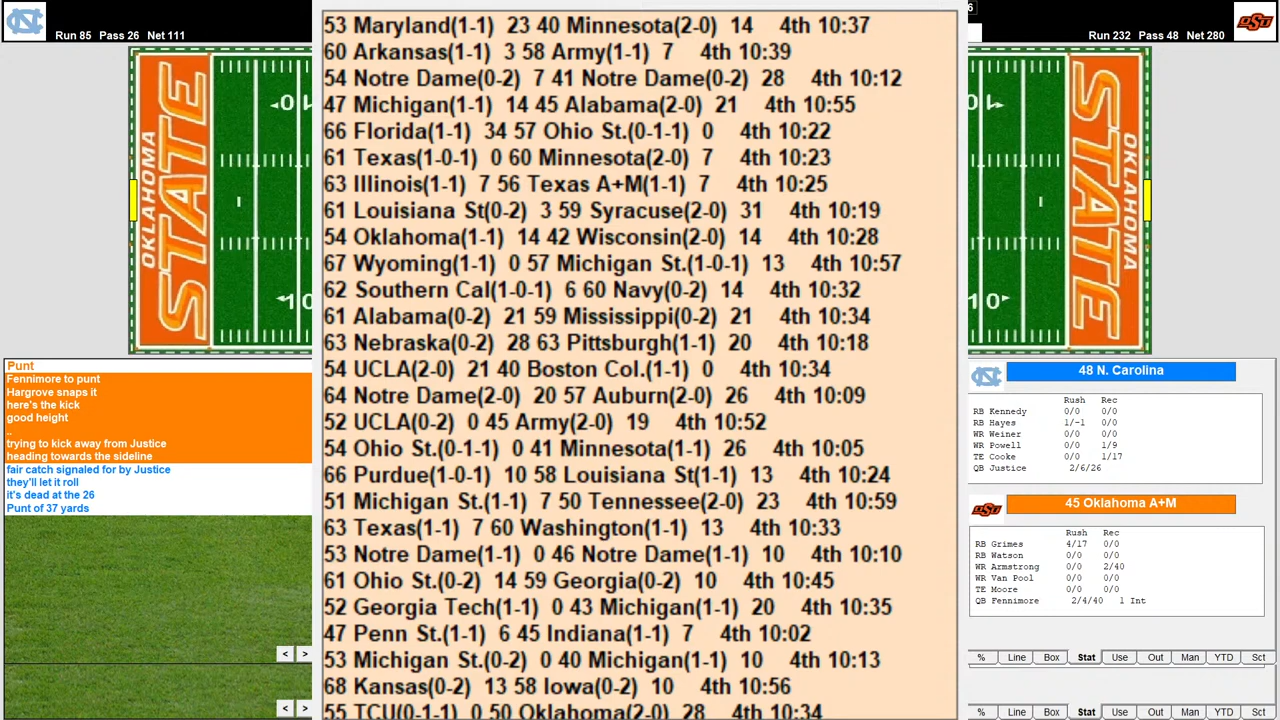 Run 85 Pass 26 Net 111
6
Run 232 Pass 48 Net 280
53 Maryland(1-1) 23 40 Minnesota(2-0) 14 4th 10:37
60 Arkansas(1-1) 3 58 Army(1-1) 7 4th 10:39
54 Notre Dame(0-2) 7 41 Notre Dame(0-2) 28 4th 10:12
47 Michigan(1-1) 14 45 Alabama(2-0) 21 4th 10:55
66 Florida(1-1) 34 57 Ohio St.(0-1-1) 0 4th 10:22
61 Texas(1-0-1) 0 60 Minnesota(2-0) 7 4th 10:23
63 Illinois(1-1) 7 56 Texas A+M(1-1) 7 4th 10:25
61 Louisiana St(0-2) 3 59 Syracuse(2-0) 31 4th 10:19
54 Oklahoma(1-1) 14 42 Wisconsin(2-0) 14 4th 10:28
67 Wyoming(1-1) 0 57 Michigan St.(1-0-1) 13 4th 10:57
62 Southern Cal(1-0-1) 6 60 Navy(0-2) 14 4th 10:32
61 Alabama(0-2) 21 59 Mississippi(0-2) 21 4th 10:34
63 Nebraska(0-2) 28 63 Pittsburgh(1-1) 20 4th 10:18
54 UCLA(2-0) 21 40 Boston Col.(1-1) 0 4th 10:34
64 Notre Dame(2-0) 20 57 Auburn(2-0) 26 4th 10:09
52 UCLA(0-2) 0 45 Army(2-0) 19 4th 10:52
54 Ohio St.(0-1-1) 0 41 Minnesota(1-1) 26 4th 10:05
66 Purdue(1-0-1) 10 58 Louisiana St(1-1) 13 4th 10:24
51 Michigan St.(1-1) 7 50 Tennessee(2-0) 23 4th 10:59
63 Texas(1-1) 7 60 Washington(1-1) 13 4th 10:33
53 Notre Dame(1-1) 0 46 Notre Dame(1-1) 10 4th 10:10
61 Ohio St.(0-2) 14 59 Georgia(0-2) 10 4th 10:45
52 Georgia Tech(1-1) 0 43 Michigan(1-1) 20 4th 10:35
47 Penn St.(1-1) 6 45 Indiana(1-1) 7 4th 10:02
53 Michigan St.(0-2) 0 40 Michigan(1-1) 10 4th 10:13
68 Kansas(0-2) 13 58 Iowa(0-2) 10 4th 10:56
55 TCU(0-1-1) 0 50 Oklahoma(2-0) 28 4th 10:34
OKLAHOMA
STATE
◄0
◄10
0►
10►
STATE
OKLAHOMA
Punt
Fennimore to punt
Hargrove snaps it
here's the kick
good height
..
trying to kick away from Justice
heading towards the sideline
fair catch signaled for by Justice
they'll let it roll
it's dead at the 26
Punt of 37 yards
< >
< >
48 N. Carolina
Rush Rec
RB Kennedy 0/0 0/0
RB Hayes 1/-1 0/0
WR Weiner 0/0 0/0
WR Powell 0/0 1/9
TE Cooke 0/0 1/17
QB Justice 2/6/26
OSU
45 Oklahoma A+M
Rush Rec
RB Grimes 4/17 0/0
RB Watson 0/0 0/0
WR Armstrong 0/0 2/40
WR Van Pool 0/0 0/0
TE Moore 0/0 0/0
QB Fennimore 2/4/40 1 Int
% Line Box Stat Use Out Man YTD Sct
% Line Box Stat Use Out Man YTD Sct